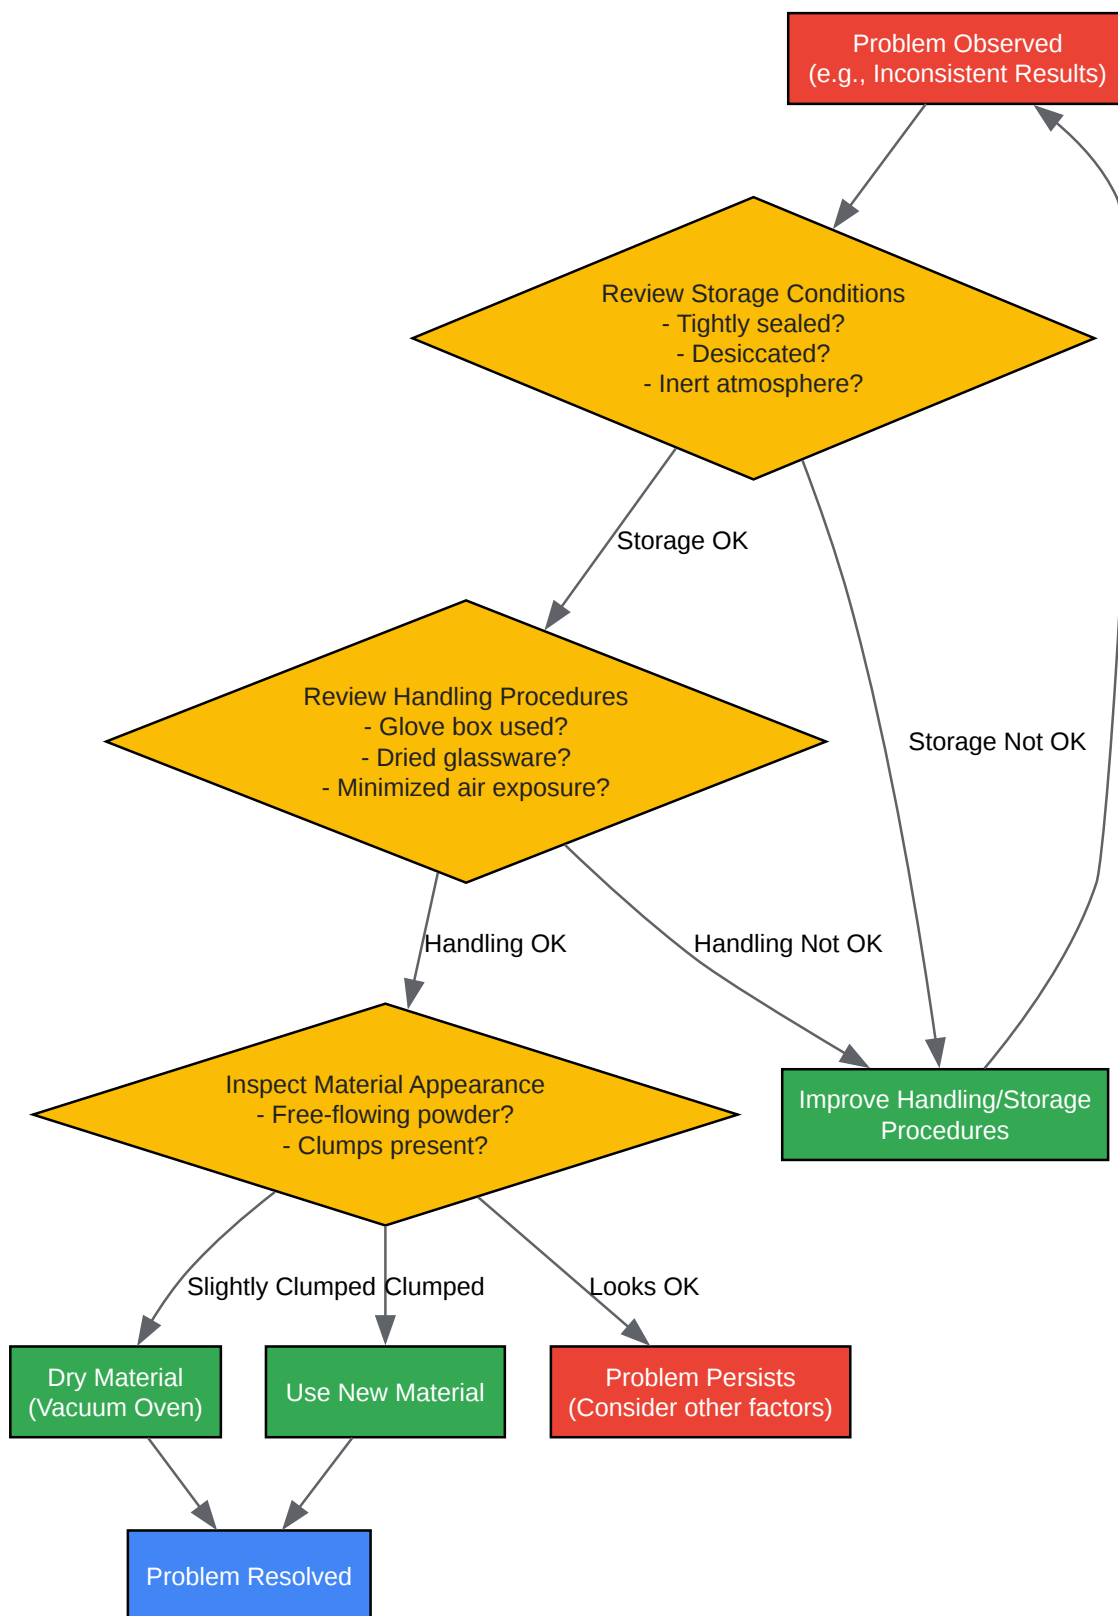 Problem Observed
(e.g., Inconsistent Results)
Review Storage Conditions
- Tightly sealed?
- Desiccated?
- Inert atmosphere?
Storage OK
Review Handling Procedures
- Glove box used?
- Dried glassware?
- Minimized air exposure?
Storage Not OK
Handling OK
Handling Not OK
Inspect Material Appearance
- Free-flowing powder?
- Clumps present?
Improve Handling/Storage
Procedures
Slightly Clumped
Clumped
Looks OK
Dry Material
(Vacuum Oven)
Use New Material
Problem Persists
(Consider other factors)
Problem Resolved